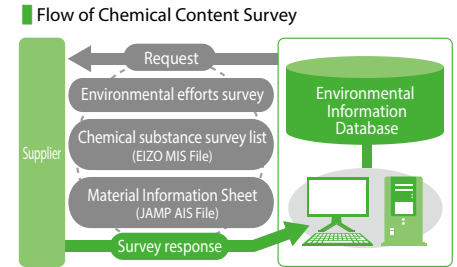 Flow of Chemical Content Survey
Request
Environmental efforts survey
Chemical substance survey list
(EIZO MIS File)
Material Information Sheet
(JAMP AIS File)
Survey response
Supplier
Environmental
Information
Database